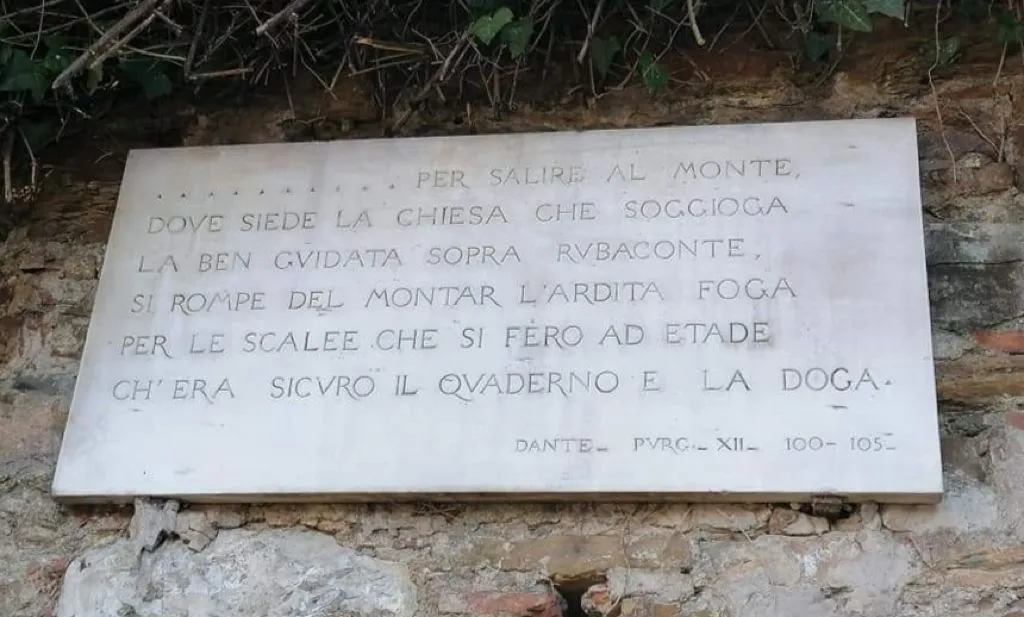 .......... PER SALIRE AL MONTE,
DOVE SIEDE LA CHIESA CHE SOGGIOGA
LA BEN GVIDATA SOPRA RVBACONTE,
SI ROMPE DEL MONTAR L'ARDITA FOGA
PER LE SCALEE CHE SI FÈRO AD ETADE
CH'ERA SICVRO IL QVADERNO E LA DOGA.
DANTE- PVRG.- XII- 100- 105-